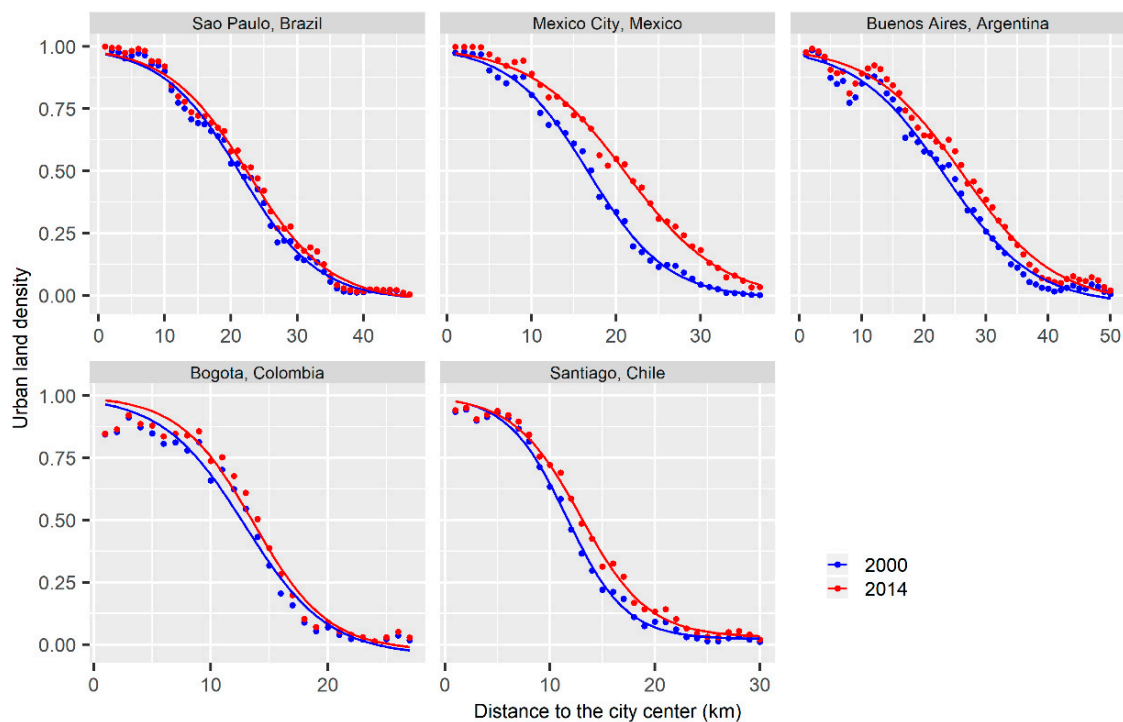 Sao Paulo, Brazil
Mexico City, Mexico
Buenos Aires, Argentina
1.00
0.75
0.50
0.25
0.00
0 10 20 30 40
0 10 20 30
0 10 20 30 40 50
Urban land density
Bogota, Colombia
Santiago, Chile
1.00
0.75
0.50
0.25
0.00
0 10 20
0 10 20 30
2000
2014
Distance to the city center (km)